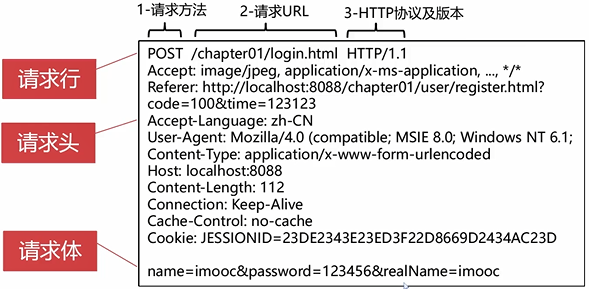 1-请求方法 2-请求URL 3-HTTP协议及版本
请求行
POST /chapter01/login.html HTTP/1.1
Accept: image/jpeg, application/x-ms-application, ..., */*
Referer: http://localhost:8088/chapter01/user/register.html?
code=100&time=123123
请求头
Accept-Language: zh-CN
User-Agent: Mozilla/4.0 (compatible; MSIE 8.0; Windows NT 6.1;
Content-Type: application/x-www-form-urlencoded
Host: localhost:8088
Content-Length: 112
Connection: Keep-Alive
Cache-Control: no-cache
Cookie: JESSIONID=23DE2343E23ED3F22D8669D2434AC23D
请求体
name=imooc&password=123456&realName=imooc